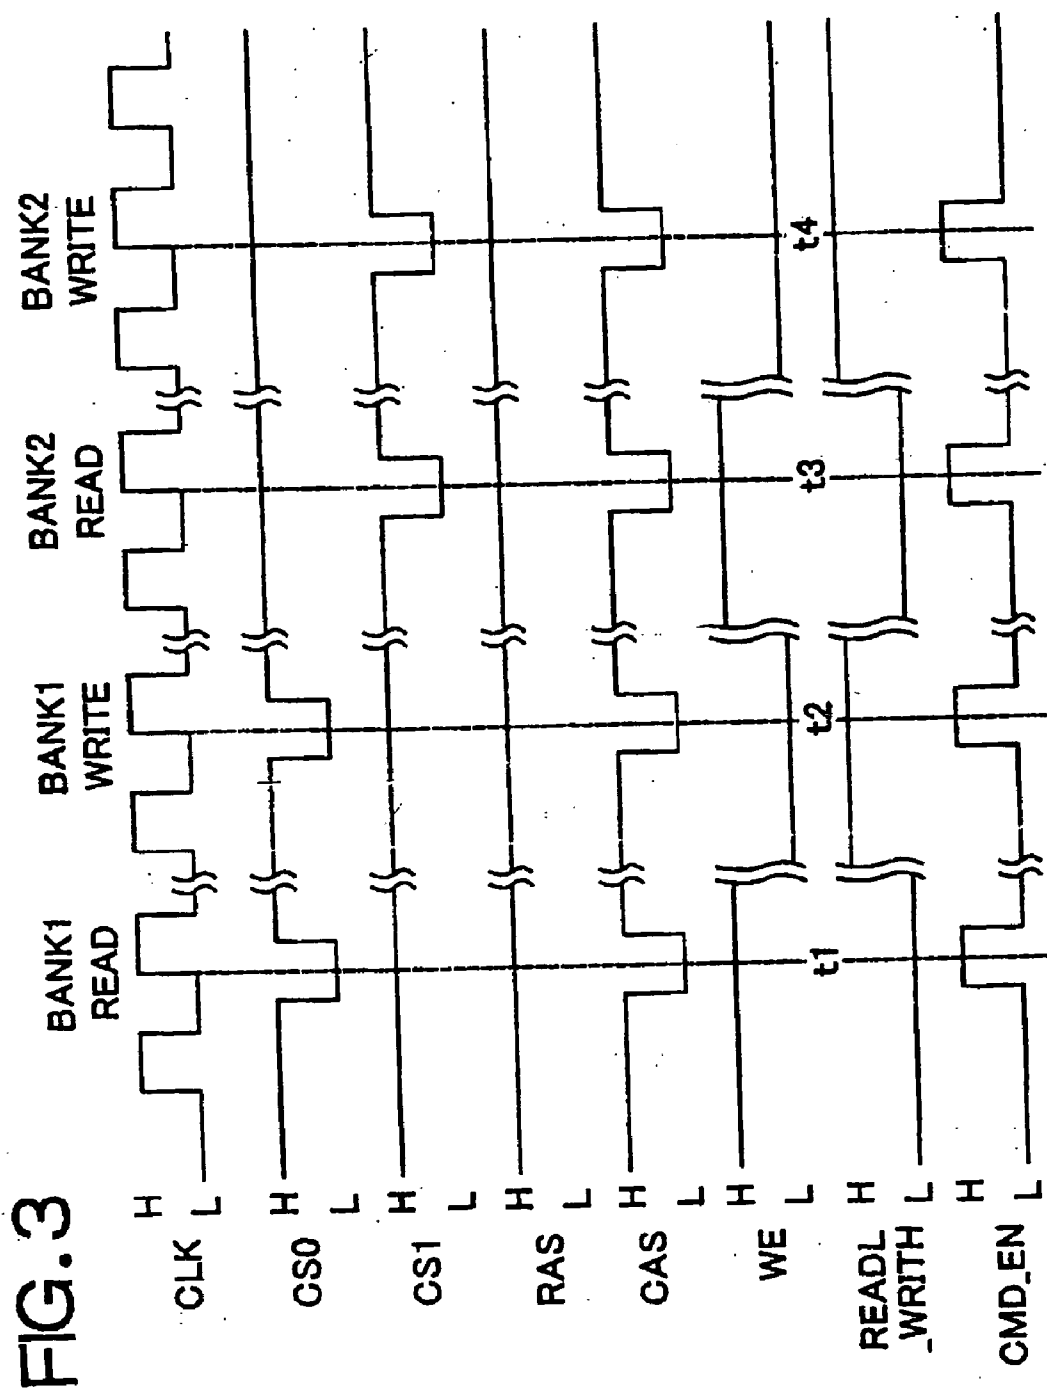 FIG. 3
BANK1
READ
BANK1
WRITE
BANK2
READ
BANK2
WRITE
CLK
H
L
CS0
H
L
CS1
H
L
RAS
H
L
CAS
H
L
WE
H
L
READL
_WRITH
H
L
CMD_EN
H
L
t1
t2
t3
t4